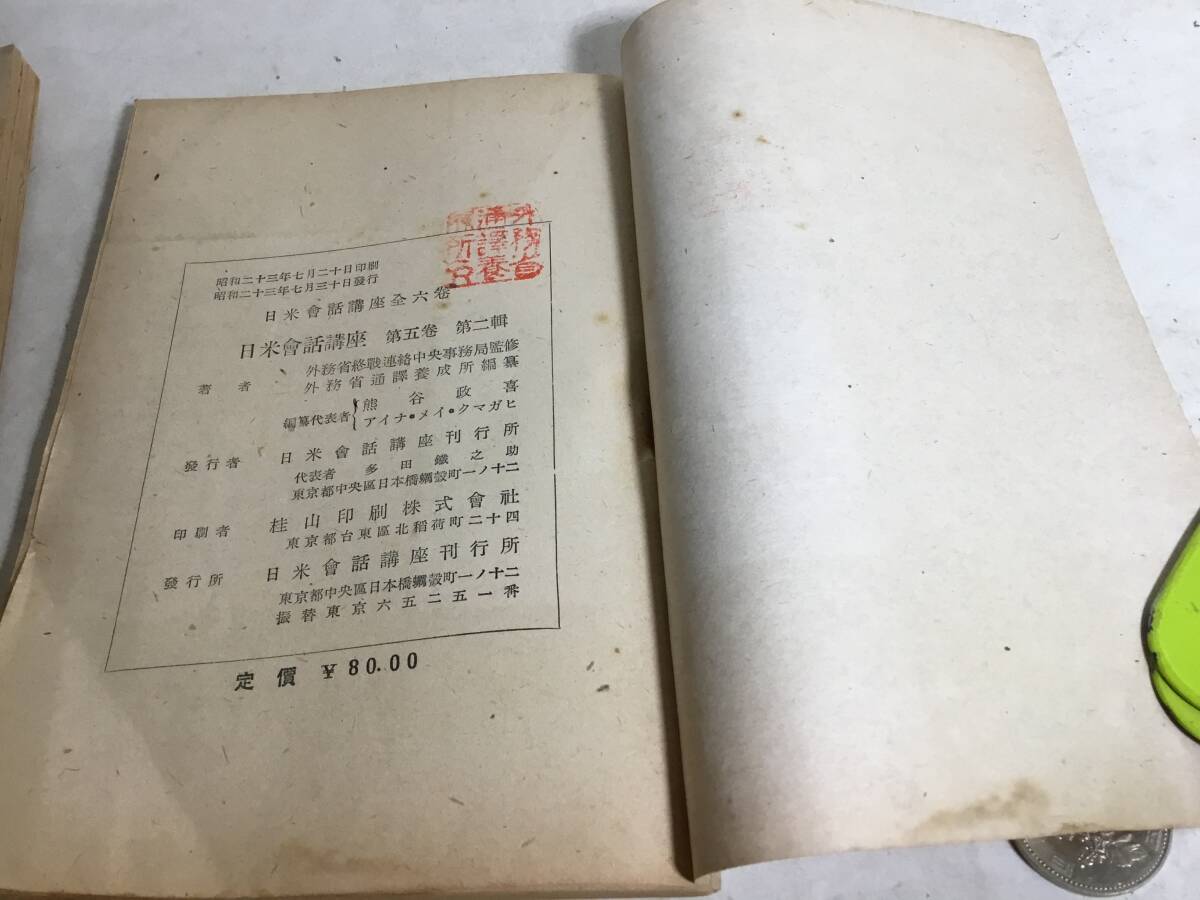 昭和二十三年七月二十日印刷
昭和二十三年七月三十日發行
日米會話講座全六卷
日米會話講座 第五卷 第二輯
著者 外務省終戰連絡中央事務局監修
外務省通譯養成所編纂
編纂代表者 熊谷政喜
アイナ・メイ・クマガヒ
發行者 日米會話講座刊行所
代表者 多田鐵之助
東京都中央區日本橋蠣殼町一ノ十二
印刷者 桂山印刷株式會社
東京都台東區北稻荷町二十四
發行所 日米會話講座刊行所
東京都中央區日本橋蠣殼町一ノ十二
振替東京六五二五一番
定價 ¥80.00